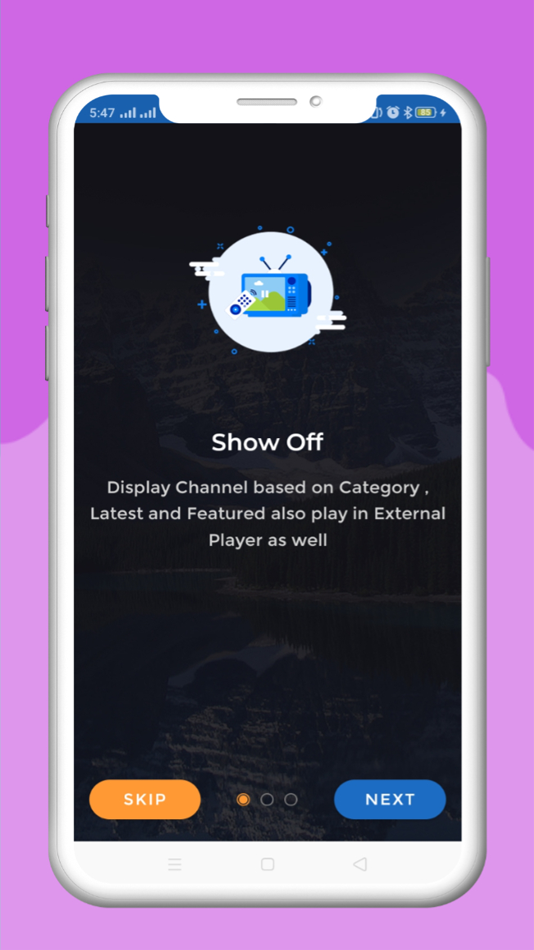 5:47
85
Show Off
Display Channel based on Category ,
Latest and Featured also play in External
Player as well
SKIP
NEXT